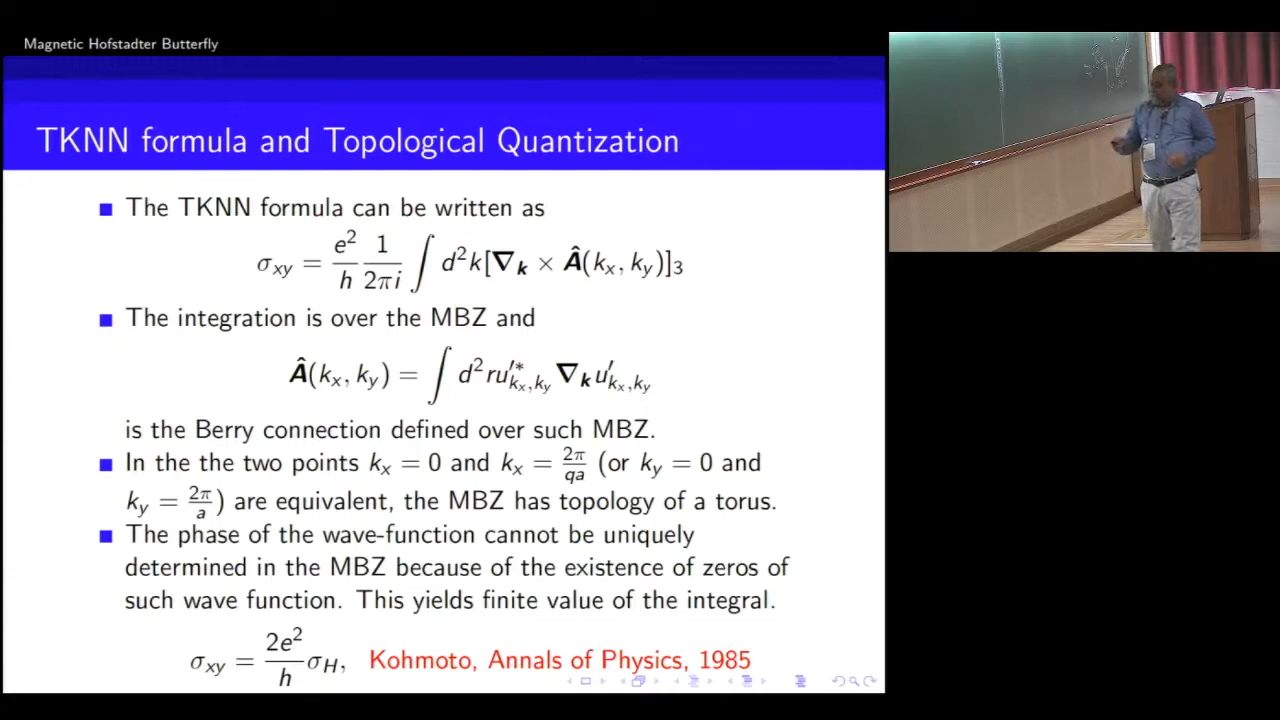 Magnetic Hofstadter Butterfly
TKNN formula and Topological Quantization
The TKNN formula can be written as
σ_xy = e²/h 1/2πi ∫ d²k[∇_k × Â(k_x, k_y)]_3
The integration is over the MBZ and
Â(k_x, k_y) = ∫ d²r u′*_{k_x,k_y} ∇_k u′_{k_x,k_y}
is the Berry connection defined over such MBZ.
In the the two points k_x = 0 and k_x = 2π/qa (or k_y = 0 and
k_y = 2π/a) are equivalent, the MBZ has topology of a torus.
The phase of the wave-function cannot be uniquely
determined in the MBZ because of the existence of zeros of
such wave function. This yields finite value of the integral.
σ_xy = 2e²/h σ_H, Kohmoto, Annals of Physics, 1985